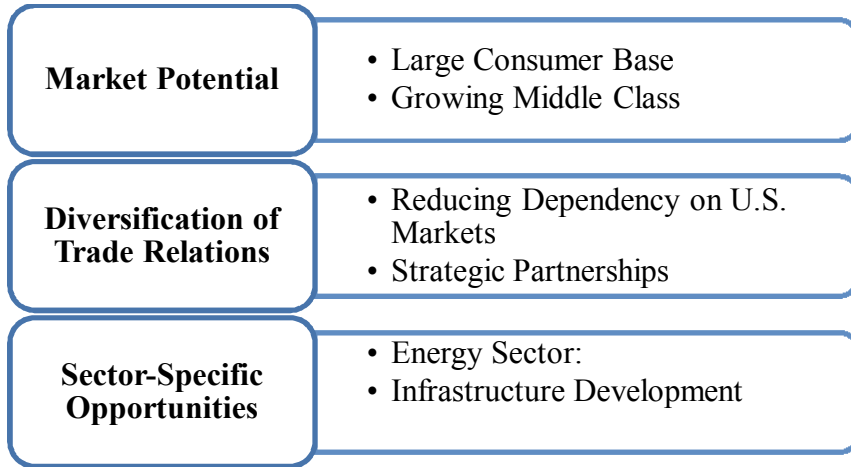 Market Potential
• Large Consumer Base
• Growing Middle Class
Diversification of
Trade Relations
• Reducing Dependency on U.S.
Markets
• Strategic Partnerships
Sector-Specific
Opportunities
• Energy Sector:
• Infrastructure Development